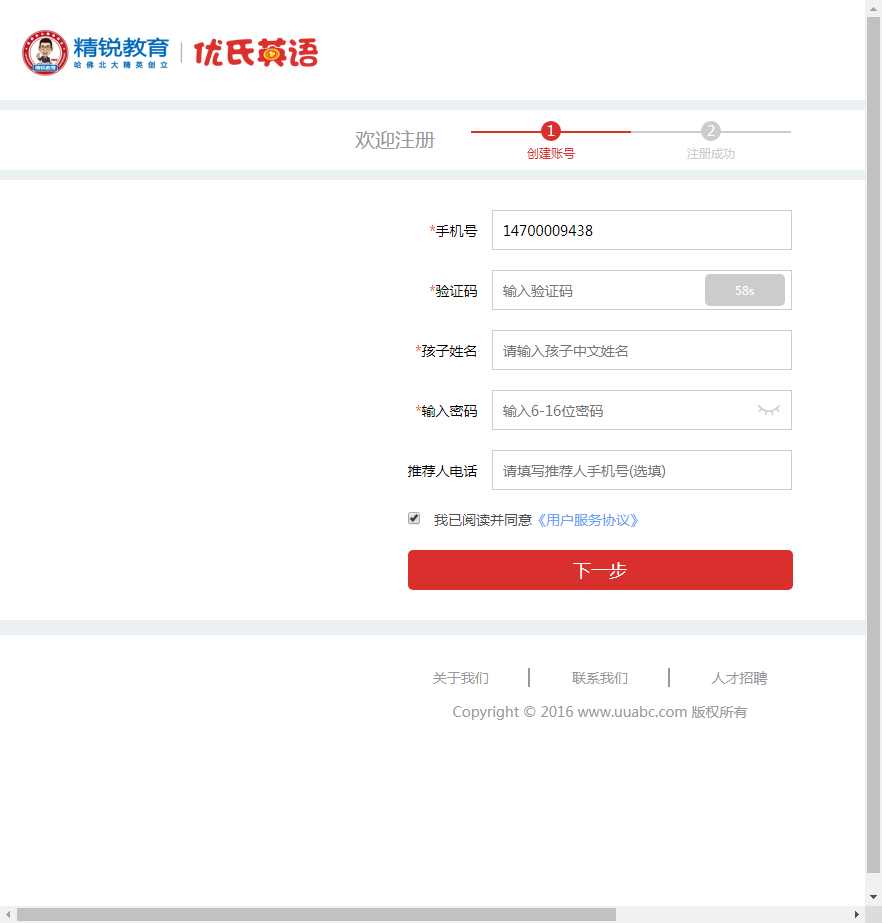 精锐教育 | 优氏英语
哈佛北大精英创立
欢迎注册
1
2
创建账号
注册成功
*手机号 14700009438
*验证码 输入验证码 58s
*孩子姓名 请输入孩子中文姓名
*输入密码 输入6-16位密码
推荐人电话 请填写推荐人手机号(选填)
我已阅读并同意《用户服务协议》
下一步
关于我们 | 联系我们 | 人才招聘
Copyright © 2016 www.uuabc.com 版权所有